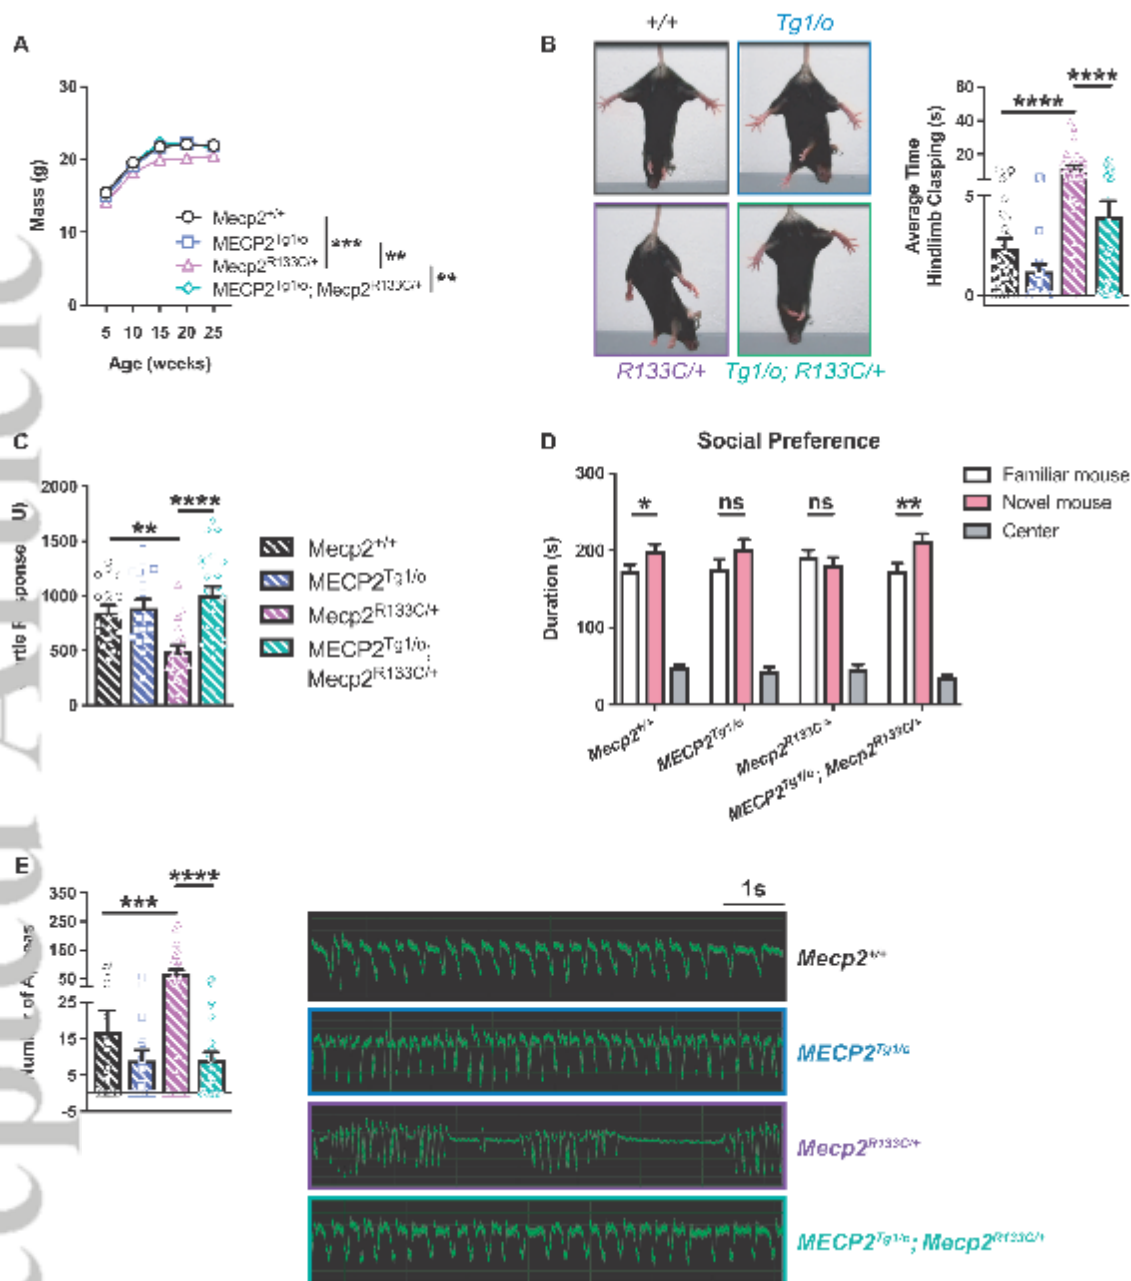 A
30
20
10
0
Mass (g)
5 10 15 20 25
Age (weeks)
Mecp2+/+
MECP2Tg1/o
Mecp2R133C/+
MECP2Tg1/o; Mecp2R133C/+
***
**
**
B
+/+
Tg1/o
R133C/+
Tg1/o; R133C/+
Average Time
Hindlimb Clasping (s)
80
40
20
5
0
****
****
C
2000
1500
1000
500
0
**
****
Mecp2+/+
MECP2Tg1/o
Mecp2R133C/+
MECP2Tg1/o;
Mecp2R133C/+
D
Social Preference
300
200
100
0
Duration (s)
*
ns
ns
**
Familiar mouse
Novel mouse
Center
Mecp2+/+
MECP2Tg1/o
Mecp2R133C/+
MECP2Tg1/o; Mecp2R133C/+
E
350
250
150
50
25
15
5
-5
***
****
1s
Mecp2+/+
MECP2Tg1/o
Mecp2R133C/+
MECP2Tg1/o; Mecp2R133C/+